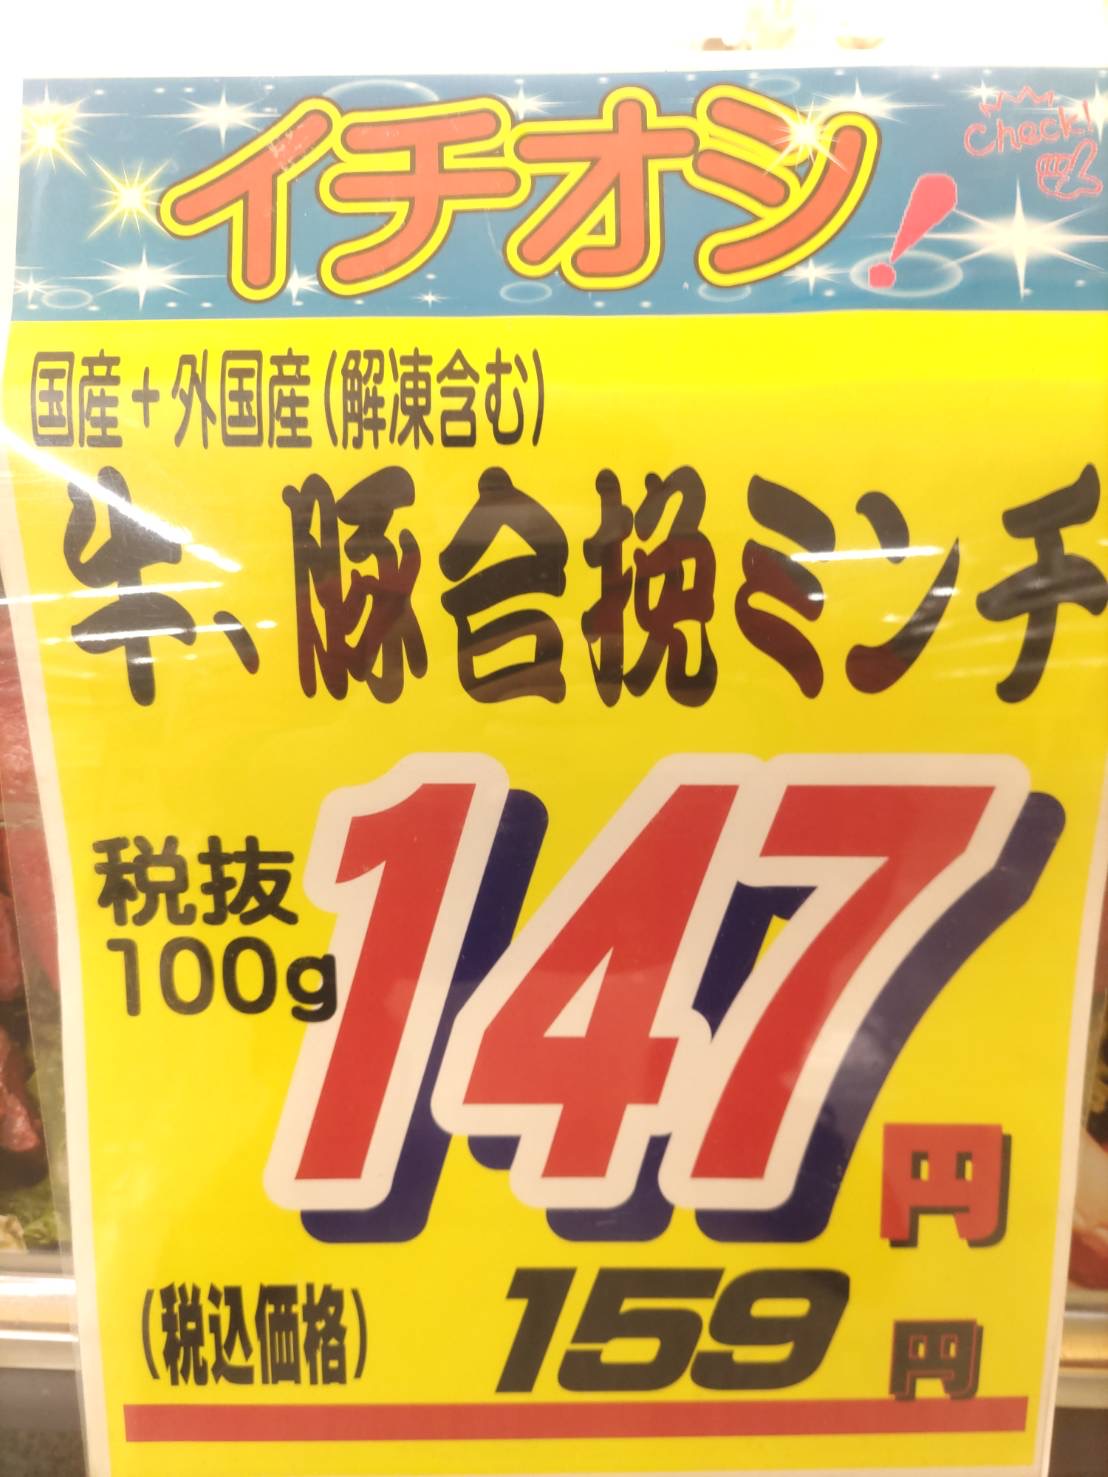 イチオシ!
Check!
国産+外国産(解凍含む)
牛、豚合挽ミンチ
税抜
100g
147円
(税込価格) 159円